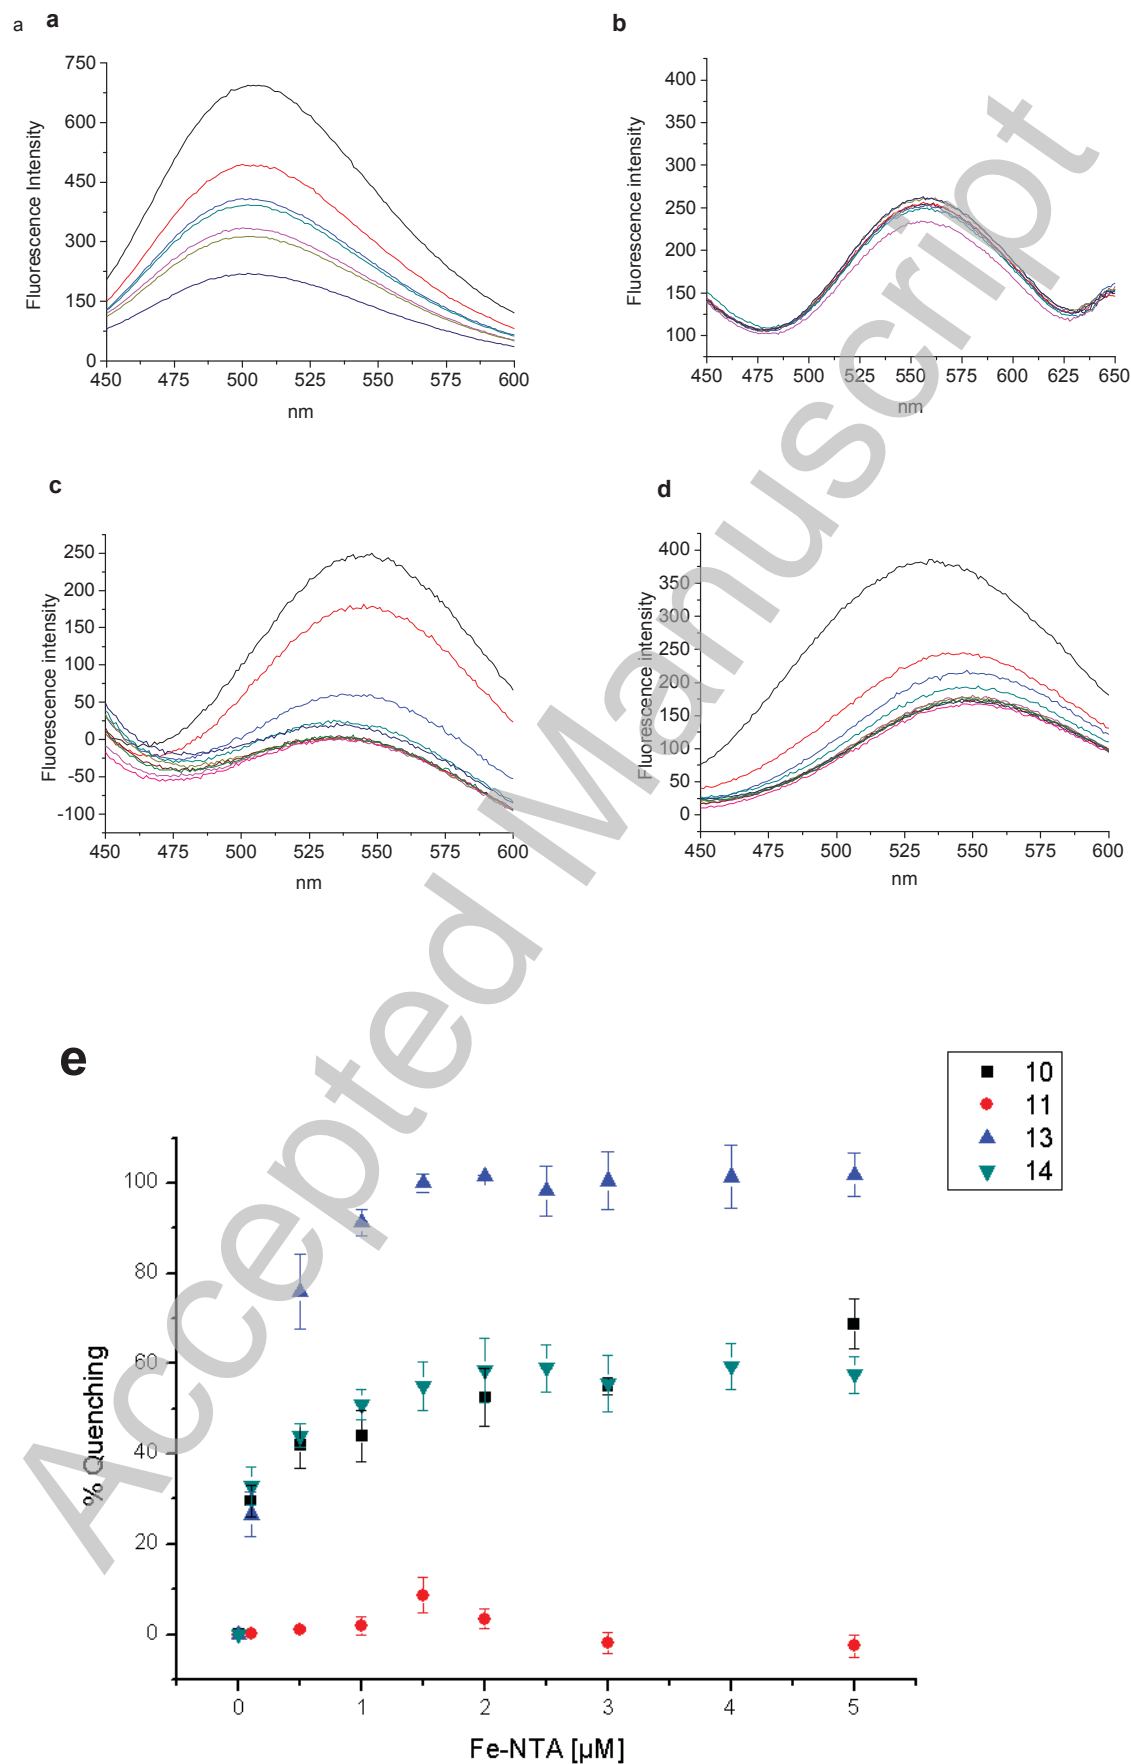 a
a
b
750
600
450
300
150
0
Fluorescence Intensity
450 475 500 525 550 575 600
nm
400
350
300
250
200
150
100
Fluorescence intensity
450 475 500 525 550 575 600 625 650
nm
c
d
250
200
150
100
50
0
-50
-100
Fluorescence intensity
450 475 500 525 550 575 600
nm
400
350
300
250
200
150
100
50
0
Fluorescence intensity
450 475 500 525 550 575 600
nm
e
10
11
13
14
100
80
60
40
20
0
% Quenching
0 1 2 3 4 5
Fe-NTA [µM]
Accepted Manuscript